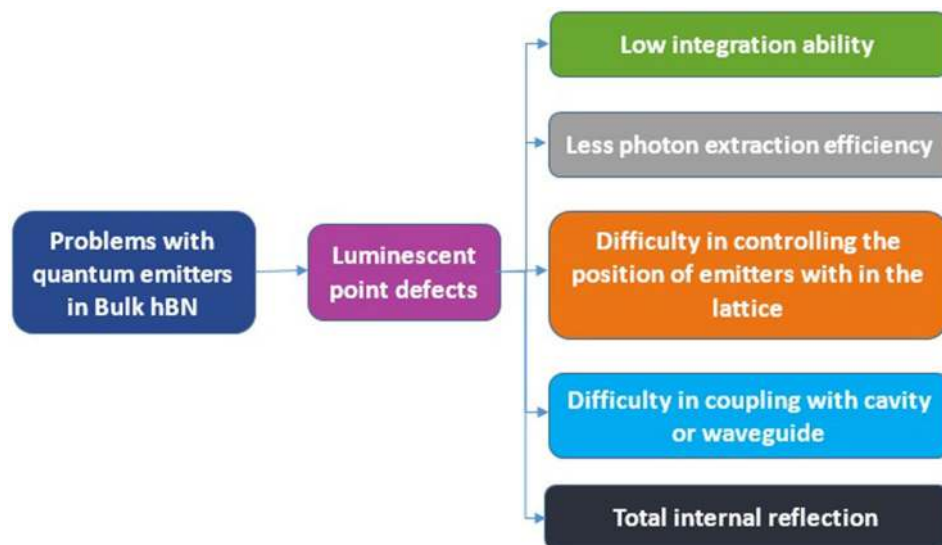 Problems with
quantum emitters
in Bulk hBN
Luminescent
point defects
Low integration ability
Less photon extraction efficiency
Difficulty in controlling the
position of emitters with in the
lattice
Difficulty in coupling with cavity
or waveguide
Total internal reflection